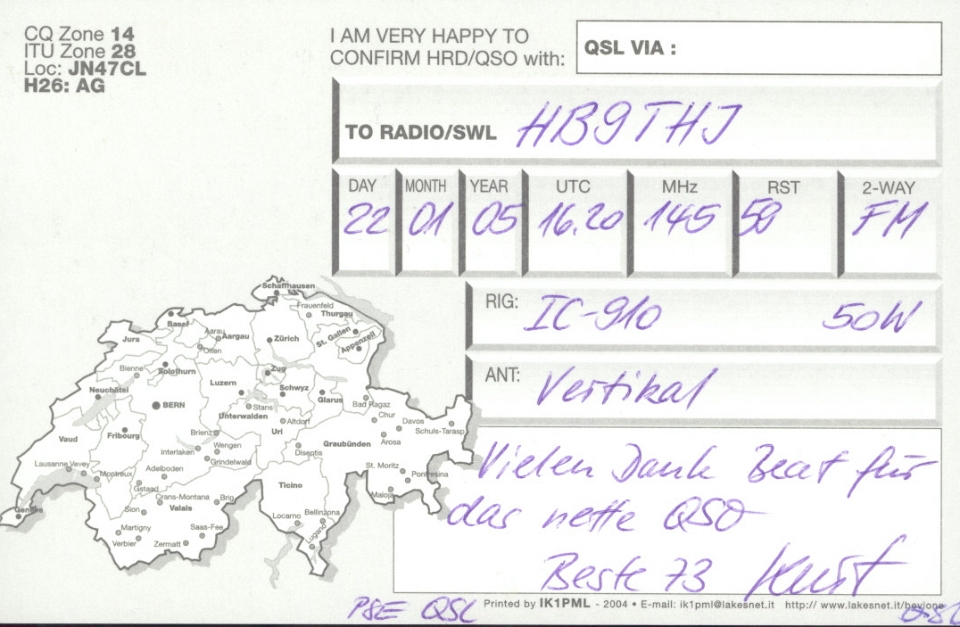 CQ Zone 14
ITU Zone 28
Loc: JN47CL
H26: AG
I AM VERY HAPPY TO
CONFIRM HRD/QSO with:
QSL VIA :
TO RADIO/SWL HB9THJ
DAY MONTH YEAR UTC MHz RST 2-WAY
22 01 05 16.20 145 59 FM
RIG: IC-910 50W
ANT: Vertikal
Vielen Dank Beat für
das nette QSO
Beste 73 Kurt
PSE QSL
Printed by IK1PML - 2004 • E-mail: ik1pml@lakesnet.it http:// www.lakesnet.it/bevione
Schaffhausen
Frauenfeld
Thurgau
Basel
Jura
Aarau
Aargau
Olten
Zürich
St. Gallen
Appenzell
Bienne
Solothurn
Zug
Neuchâtel
BERN
Luzern
Schwyz
Glarus
Bad Ragaz
Stans
Unterwalden
Altdorf
Uri
Chur
Davos
Schuls-Tarasp
Arosa
Vaud
Fribourg
Brienz
Wengen
Interlaken
Grindelwald
Graubünden
Disentis
Lausanne
Vevey
Montreux
Adelboden
Gstaad
St. Moritz
Pontresina
Maloja
Ticino
Crans-Montana
Brig
Sion
Valais
Genève
Martigny
Verbier
Saas-Fee
Zermatt
Locarno
Bellinzona
Lugano